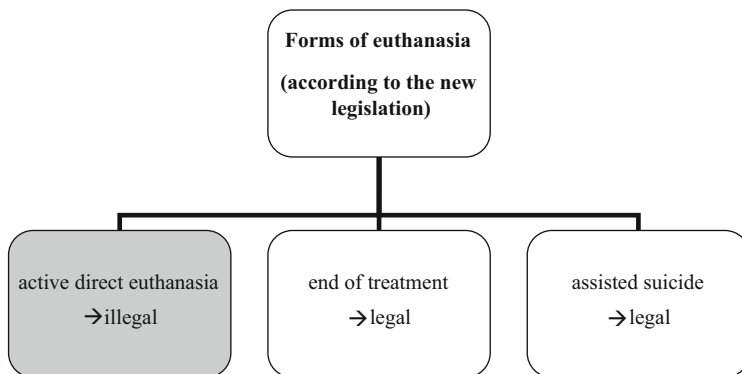 Forms of euthanasia
(according to the new
legislation)
active direct euthanasia
→illegal
end of treatment
→legal
assisted suicide
→legal